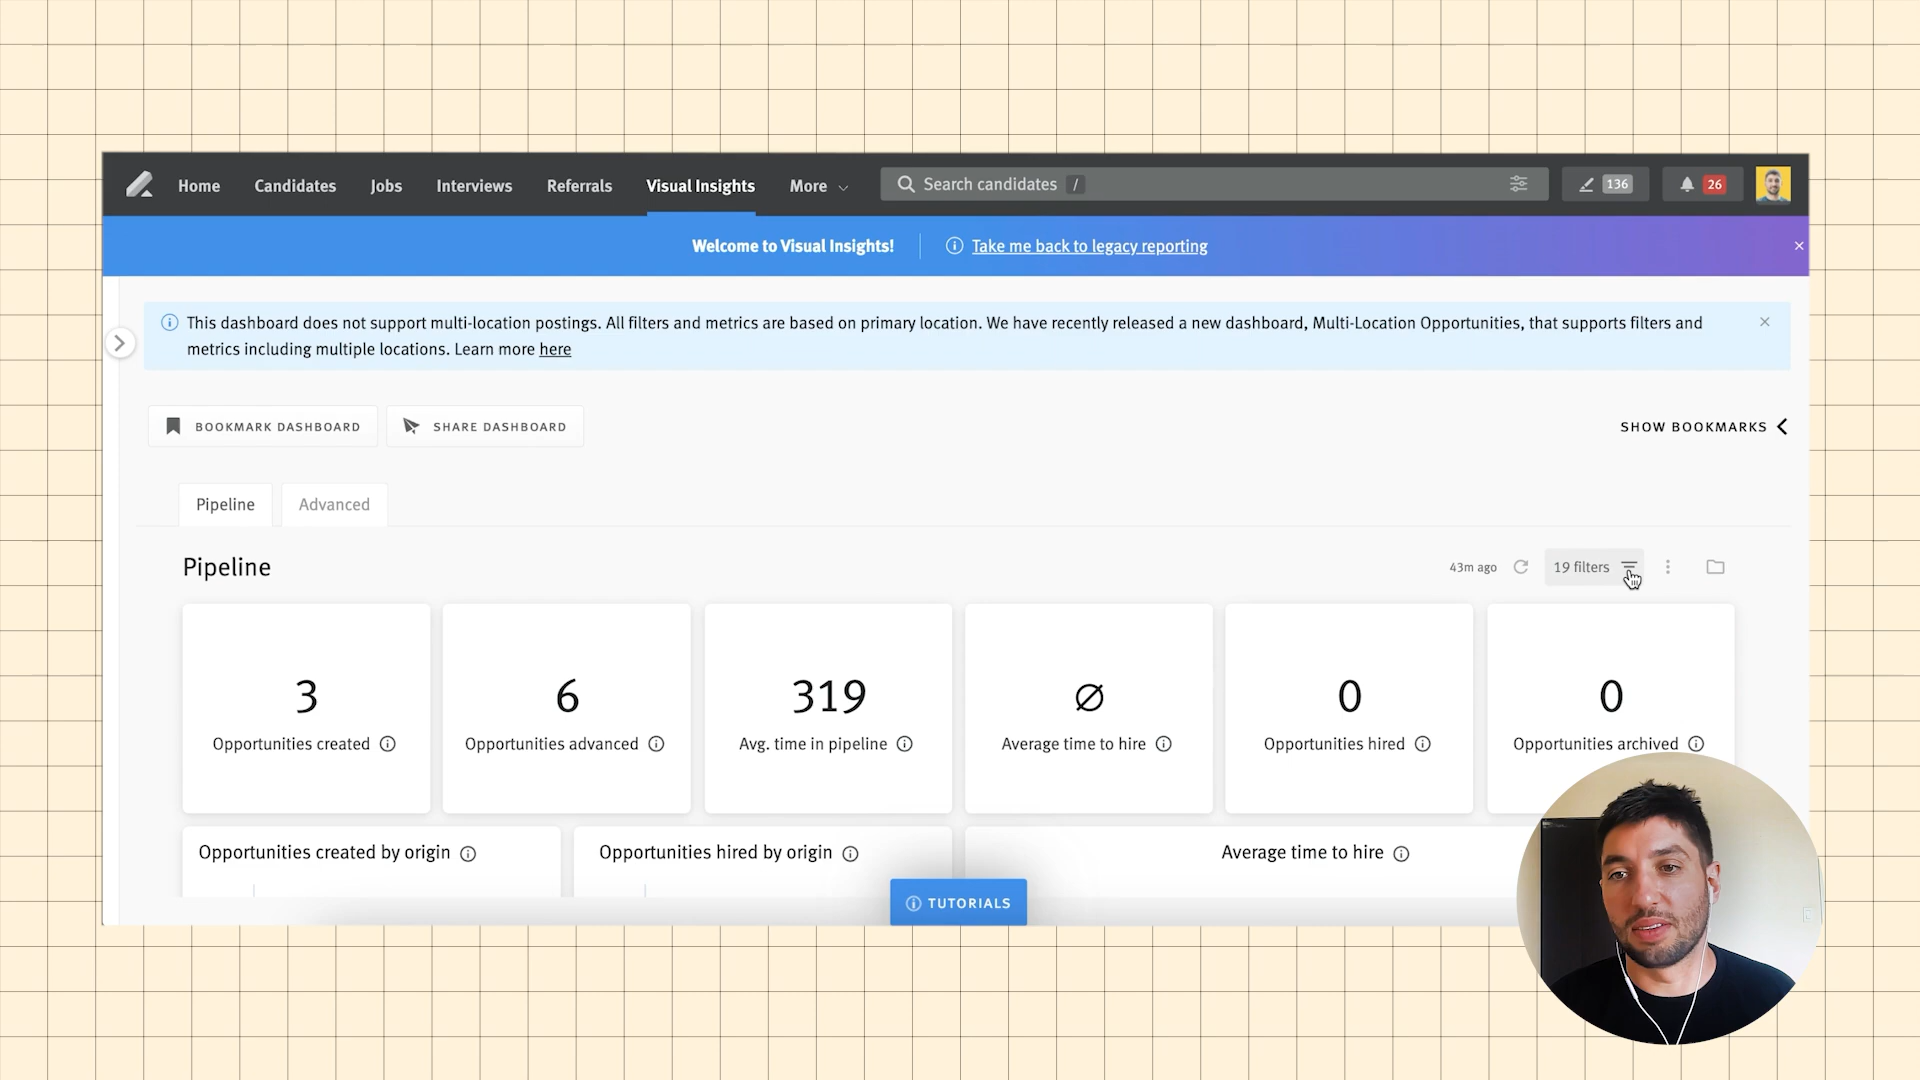 Home Candidates Jobs Interviews Referrals Visual Insights More Search candidates / 136 26
Welcome to Visual Insights! Take me back to legacy reporting
This dashboard does not support multi-location postings. All filters and metrics are based on primary location. We have recently released a new dashboard, Multi-Location Opportunities, that supports filters and
metrics including multiple locations. Learn more here
BOOKMARK DASHBOARD SHARE DASHBOARD SHOW BOOKMARKS
Pipeline Advanced
Pipeline 43m ago 19 filters
3 6 319 Ø 0 0
Opportunities created Opportunities advanced Avg. time in pipeline Average time to hire Opportunities hired Opportunities archived
Opportunities created by origin Opportunities hired by origin Average time to hire
TUTORIALS